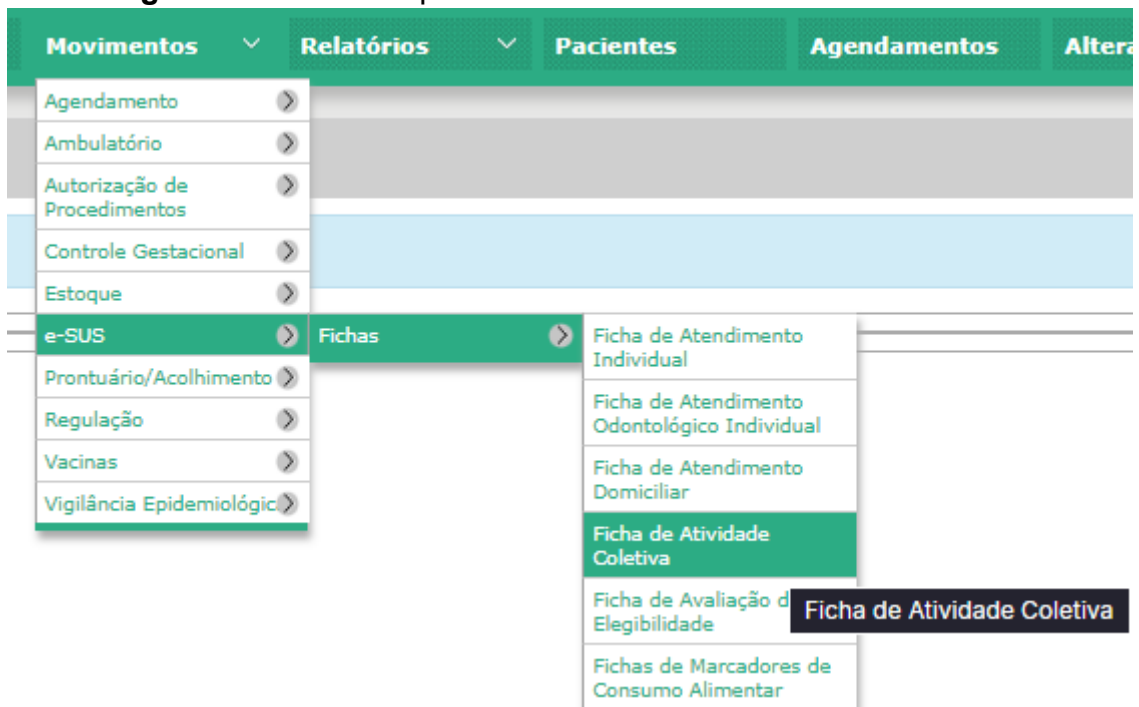 Movimentos
Relatórios
Pacientes
Agendamentos
Agendamento
Ambulatório
Autorização de
Procedimentos
Controle Gestacional
Estoque
e-SUS
Fichas
Ficha de Atendimento
Individual
Prontuário/Acolhimento
Ficha de Atendimento
Odontológico Individual
Regulação
Vacinas
Ficha de Atendimento
Domiciliar
Vigilância Epidemiológic
Ficha de Atividade
Coletiva
Ficha de Avaliação d
Elegibilidade
Ficha de Atividade Coletiva
Fichas de Marcadores de
Consumo Alimentar